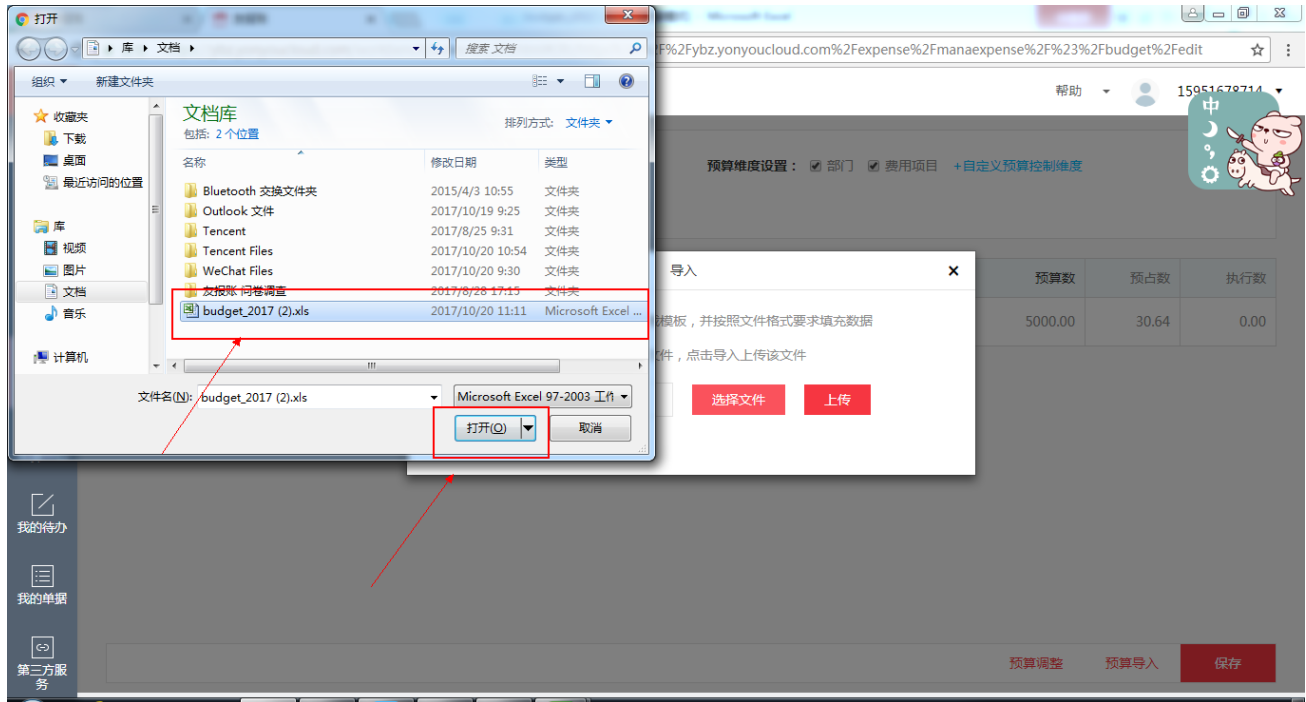 打开
库 文档
搜索 文档
F%2Fybz.yonyoucloud.com%2Fexpense%2Fmanaexpense%2F%23%2Fbudget%2Fedit
组织 新建文件夹
帮助 15951678714
中
收藏夹
下载
桌面
最近访问的位置
库
视频
图片
文档
音乐
计算机
文档库
包括: 2 个位置
排列方式: 文件夹
名称 修改日期 类型
Bluetooth 交换文件夹 2015/4/3 10:55 文件夹
Outlook 文件 2017/10/19 9:25 文件夹
Tencent 2017/8/25 9:31 文件夹
Tencent Files 2017/10/20 10:54 文件夹
WeChat Files 2017/10/20 9:30 文件夹
友报账 问卷调查 2017/8/28 17:15 文件夹
budget_2017 (2).xls 2017/10/20 11:11 Microsoft Excel ...
文件名(N): budget_2017 (2).xls Microsoft Excel 97-2003 工作
打开(O) 取消
预算维度设置： 部门 费用项目 +自定义预算控制维度
导入
模板，并按照文件格式要求填充数据
件，点击导入上传该文件
选择文件 上传
预算数 预占数 执行数
5000.00 30.64 0.00
我的待办
我的单据
第三方服
务
预算调整 预算导入 保存